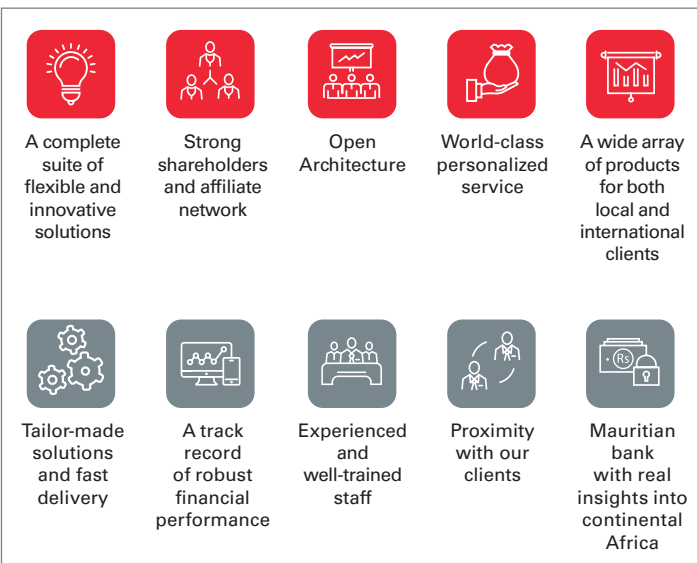 A complete
suite of
flexible and
innovative
solutions
Strong
shareholders
and affiliate
network
Open
Architecture
World-class
personalized
service
A wide array
of products
for both
local and
international
clients
Tailor-made
solutions
and fast
delivery
A track
record
of robust
financial
performance
Experienced
and
well-trained
staff
Proximity
with our
clients
Rs
Mauritian
bank
with real
insights into
continental
Africa